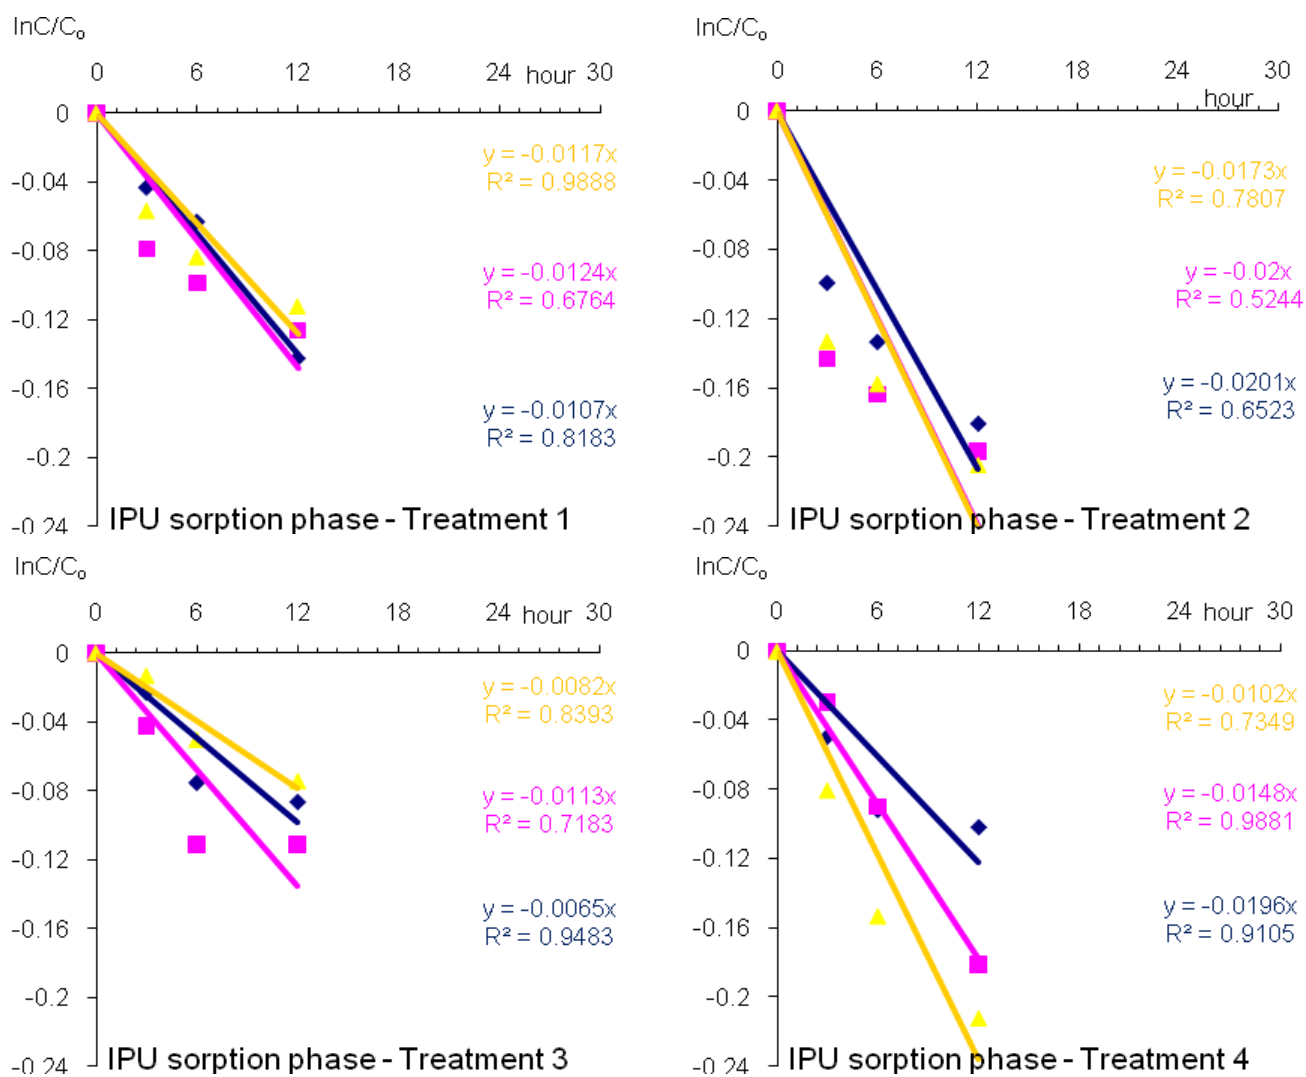 lnC/Co
0 6 12 18 24 hour 30
0
-0.04
-0.08
-0.12
-0.16
-0.2
-0.24
y = -0.0117x
R² = 0.9888
y = -0.0124x
R² = 0.6764
y = -0.0107x
R² = 0.8183
IPU sorption phase - Treatment 1
lnC/Co
0 6 12 18 24 30
hour
0
-0.04
-0.08
-0.12
-0.16
-0.2
-0.24
y = -0.0173x
R² = 0.7807
y = -0.02x
R² = 0.5244
y = -0.0201x
R² = 0.6523
IPU sorption phase - Treatment 2
lnC/Co
0 6 12 18 24 hour 30
0
-0.04
-0.08
-0.12
-0.16
-0.2
-0.24
y = -0.0082x
R² = 0.8393
y = -0.0113x
R² = 0.7183
y = -0.0065x
R² = 0.9483
IPU sorption phase - Treatment 3
lnC/Co
0 6 12 18 24 hour 30
0
-0.04
-0.08
-0.12
-0.16
-0.2
-0.24
y = -0.0102x
R² = 0.7349
y = -0.0148x
R² = 0.9881
y = -0.0196x
R² = 0.9105
IPU sorption phase - Treatment 4